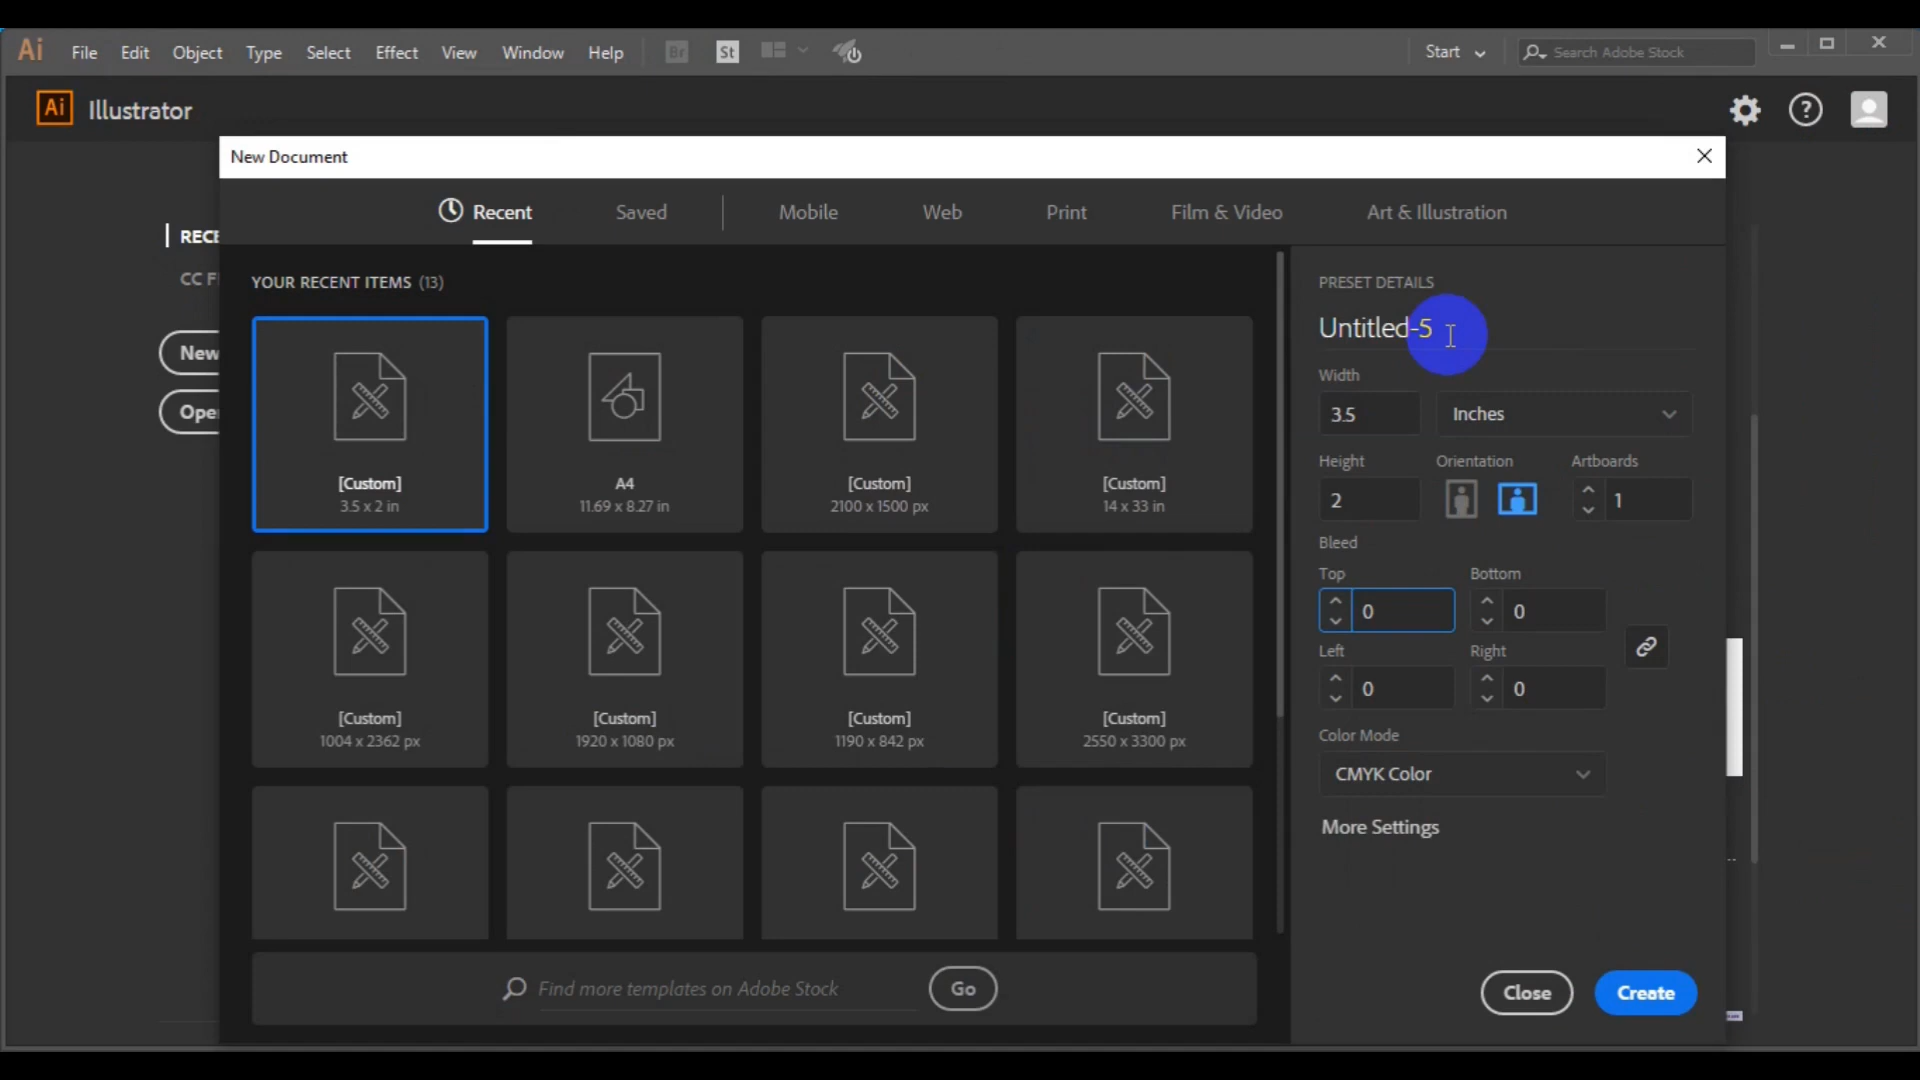 Ai File Edit Object Type Select Effect View Window Help Br St Start Search Adobe Stock
Ai Illustrator
New Document
Recent Saved Mobile Web Print Film & Video Art & Illustration
RECE
CC F
New
Ope
YOUR RECENT ITEMS (13)
[Custom]
3.5 x 2 in
A4
11.69 x 8.27 in
[Custom]
2100 x 1500 px
[Custom]
14 x 33 in
[Custom]
1004 x 2362 px
[Custom]
1920 x 1080 px
[Custom]
1190 x 842 px
[Custom]
2550 x 3300 px
Find more templates on Adobe Stock Go
PRESET DETAILS
Untitled-5
Width
3.5 Inches
Height Orientation Artboards
2 1
Bleed
Top Bottom
0 0
Left Right
0 0
Color Mode
CMYK Color
More Settings
Close Create